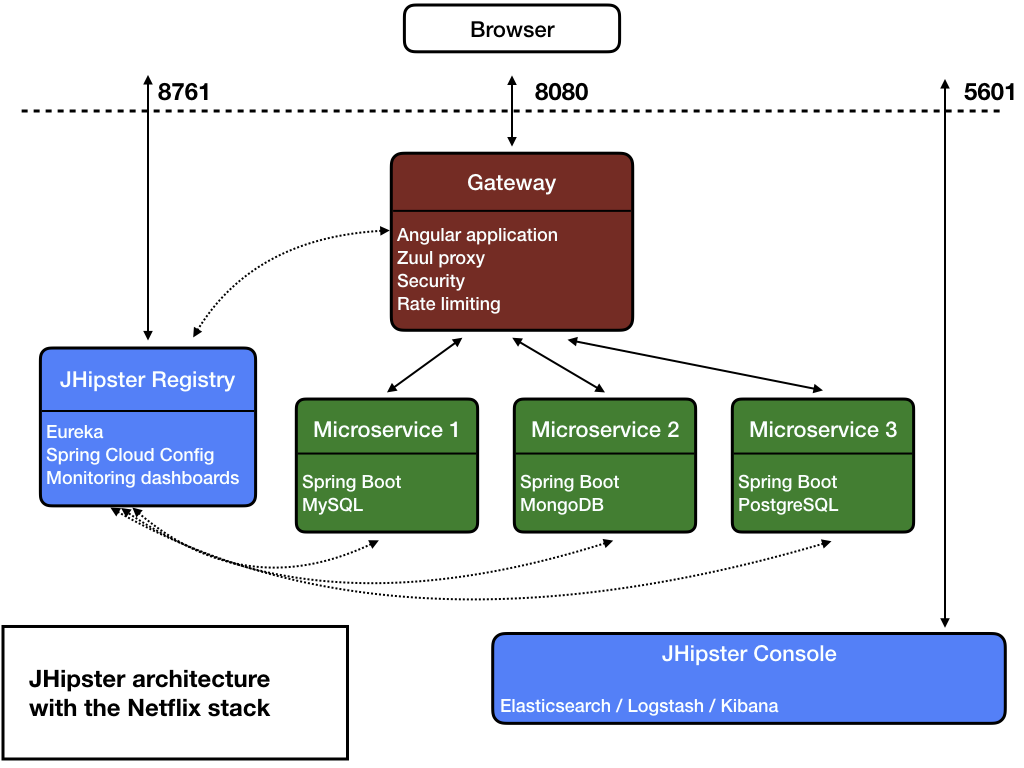 Browser
8761
8080
5601
Gateway
Angular application
Zuul proxy
Security
Rate limiting
JHipster Registry
Eureka
Spring Cloud Config
Monitoring dashboards
Microservice 1
Spring Boot
MySQL
Microservice 2
Spring Boot
MongoDB
Microservice 3
Spring Boot
PostgreSQL
JHipster architecture
with the Netflix stack
JHipster Console
Elasticsearch / Logstash / Kibana